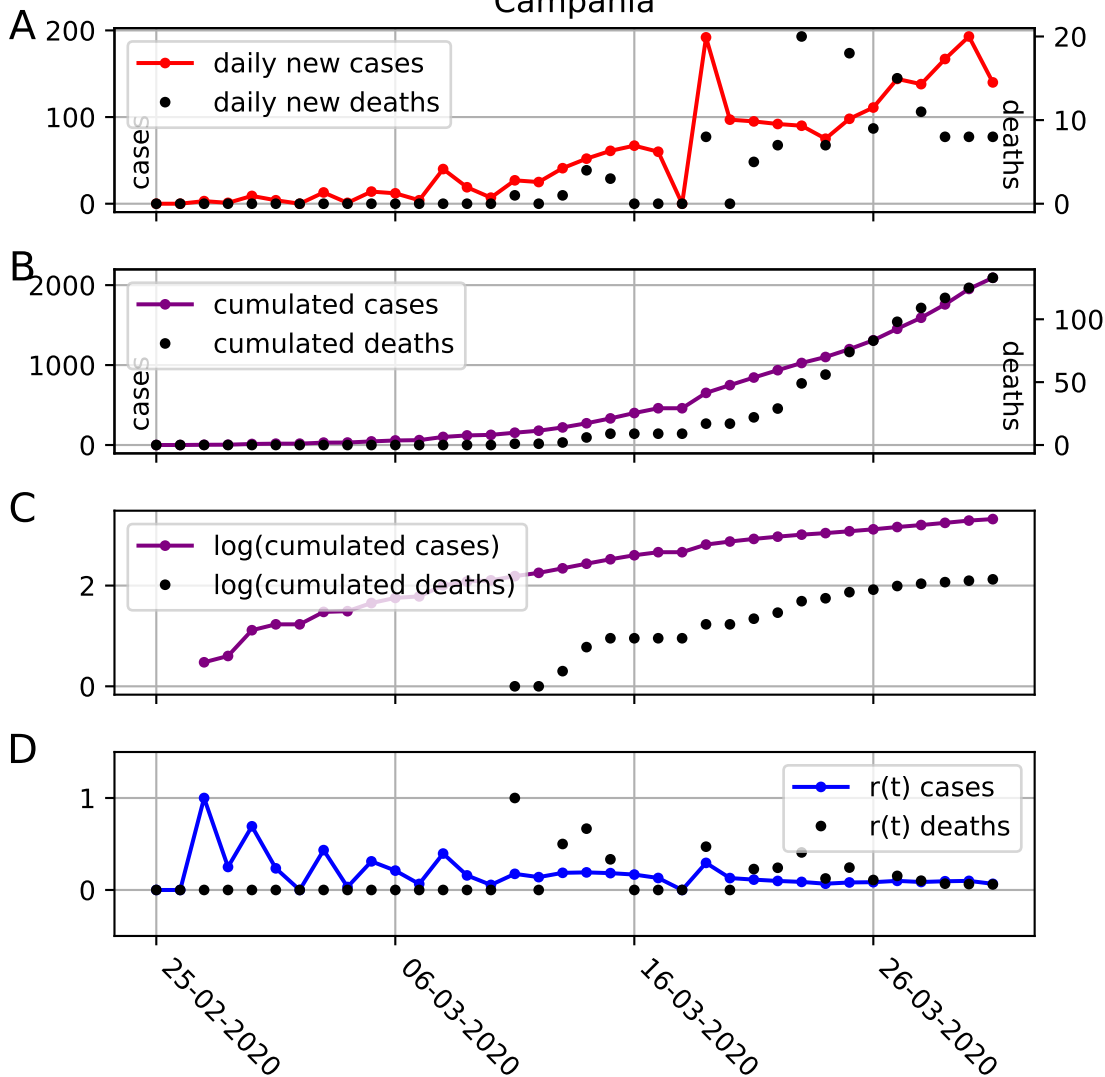 Campania
A
200
100
0
cases
daily new cases
daily new deaths
20
10
0
deaths
B
2000
1000
0
cases
cumulated cases
cumulated deaths
100
50
0
deaths
C
2
0
log(cumulated cases)
log(cumulated deaths)
D
1
0
r(t) cases
r(t) deaths
25-02-2020
06-03-2020
16-03-2020
26-03-2020